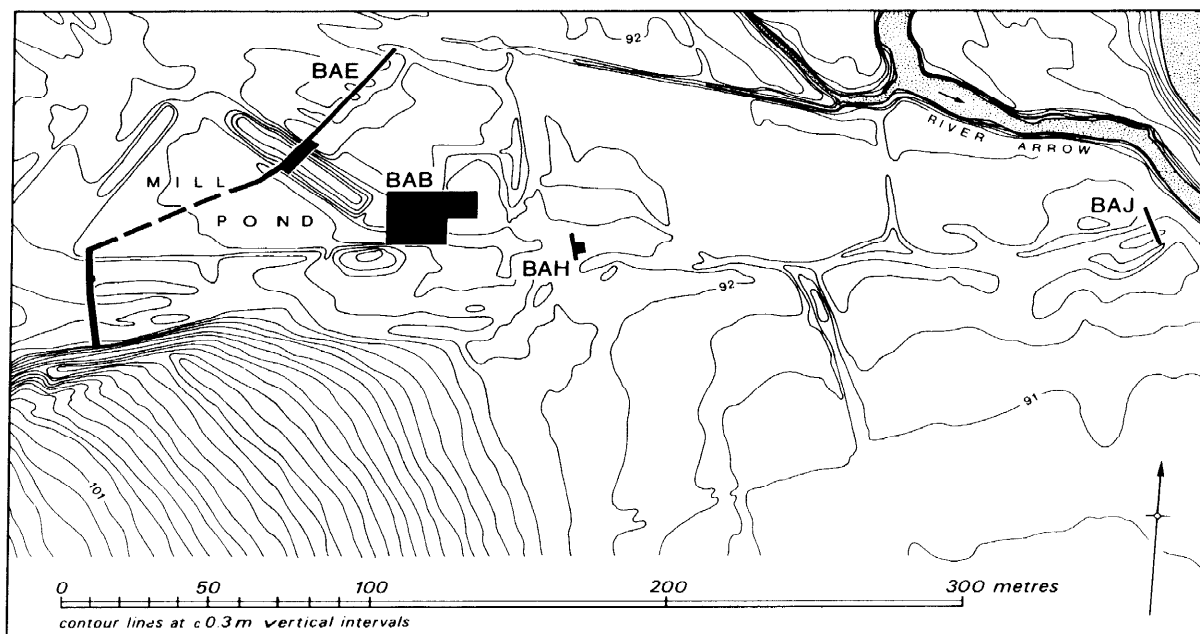 92
BAE
RIVER ARROW
MILL
BAB
POND
BAJ
BAH
92
91
101
0 50 100 200 300 metres
contour lines at c 0.3m vertical intervals